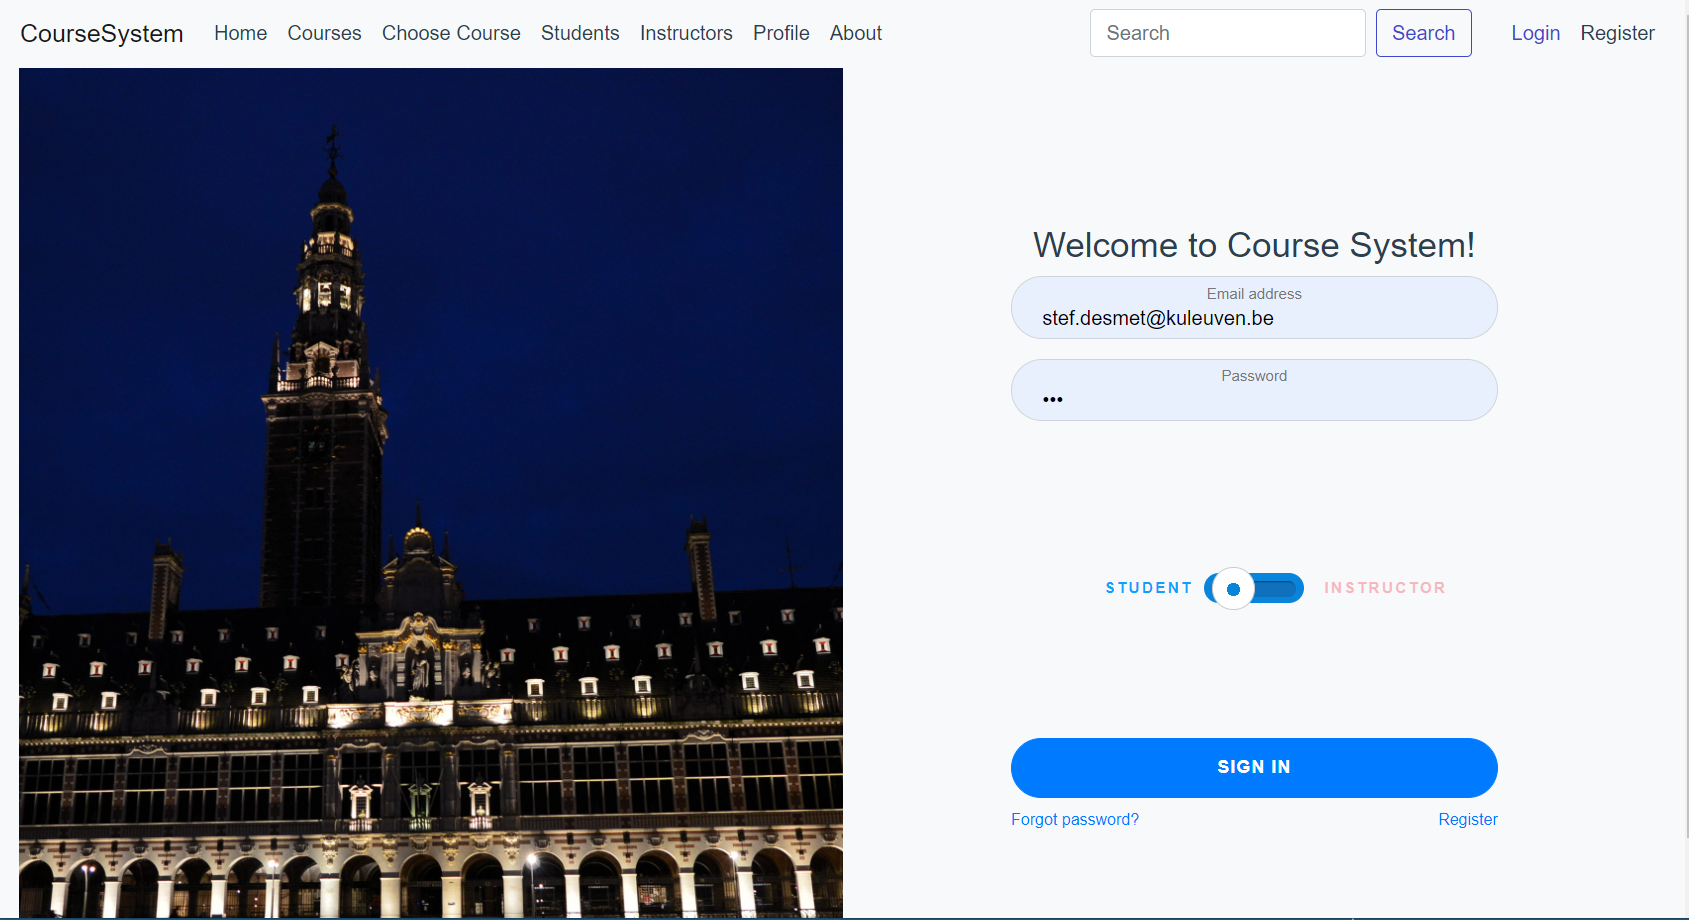 CourseSystem Home Courses Choose Course Students Instructors Profile About Search Search Login Register
Welcome to Course System!
Email address
stef.desmet@kuleuven.be
Password
•••
STUDENT INSTRUCTOR
SIGN IN
Forgot password? Register